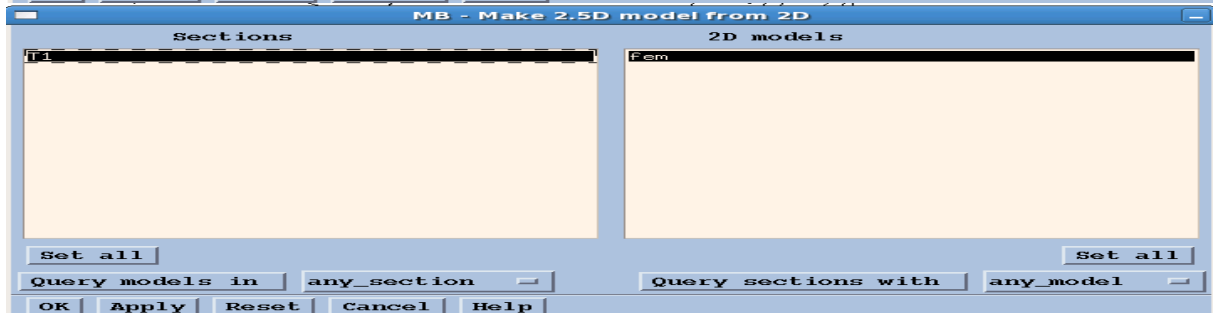 MB - Make 2.5D model from 2D
Sections 2D models
T1 fem
Set all Set all
Query models in any_section Query sections with any_model
OK Apply Reset Cancel Help